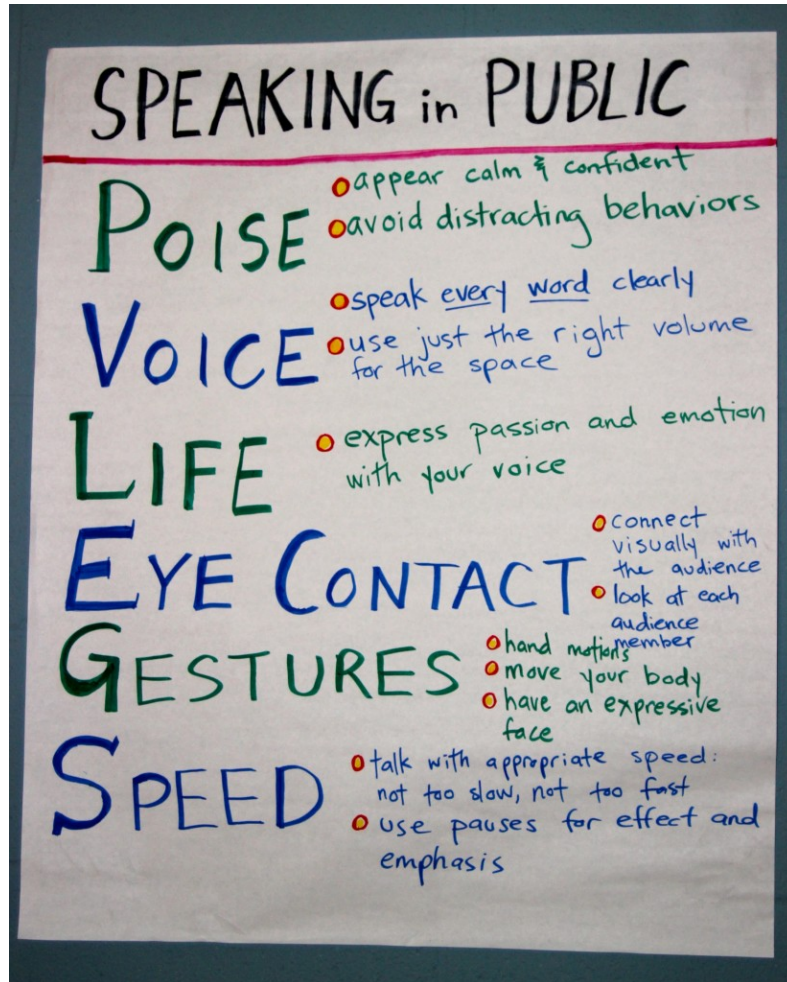 SPEAKING in PUBLIC
POISE
appear calm & confident
avoid distracting behaviors
VOICE
speak every word clearly
use just the right volume
for the space
LIFE
express passion and emotion
with your voice
EYE CONTACT
connect
visually with
the audience
look at each
audience
member
GESTURES
hand motions
move your body
have an expressive
face
SPEED
talk with appropriate speed:
not too slow, not too fast
use pauses for effect and
emphasis